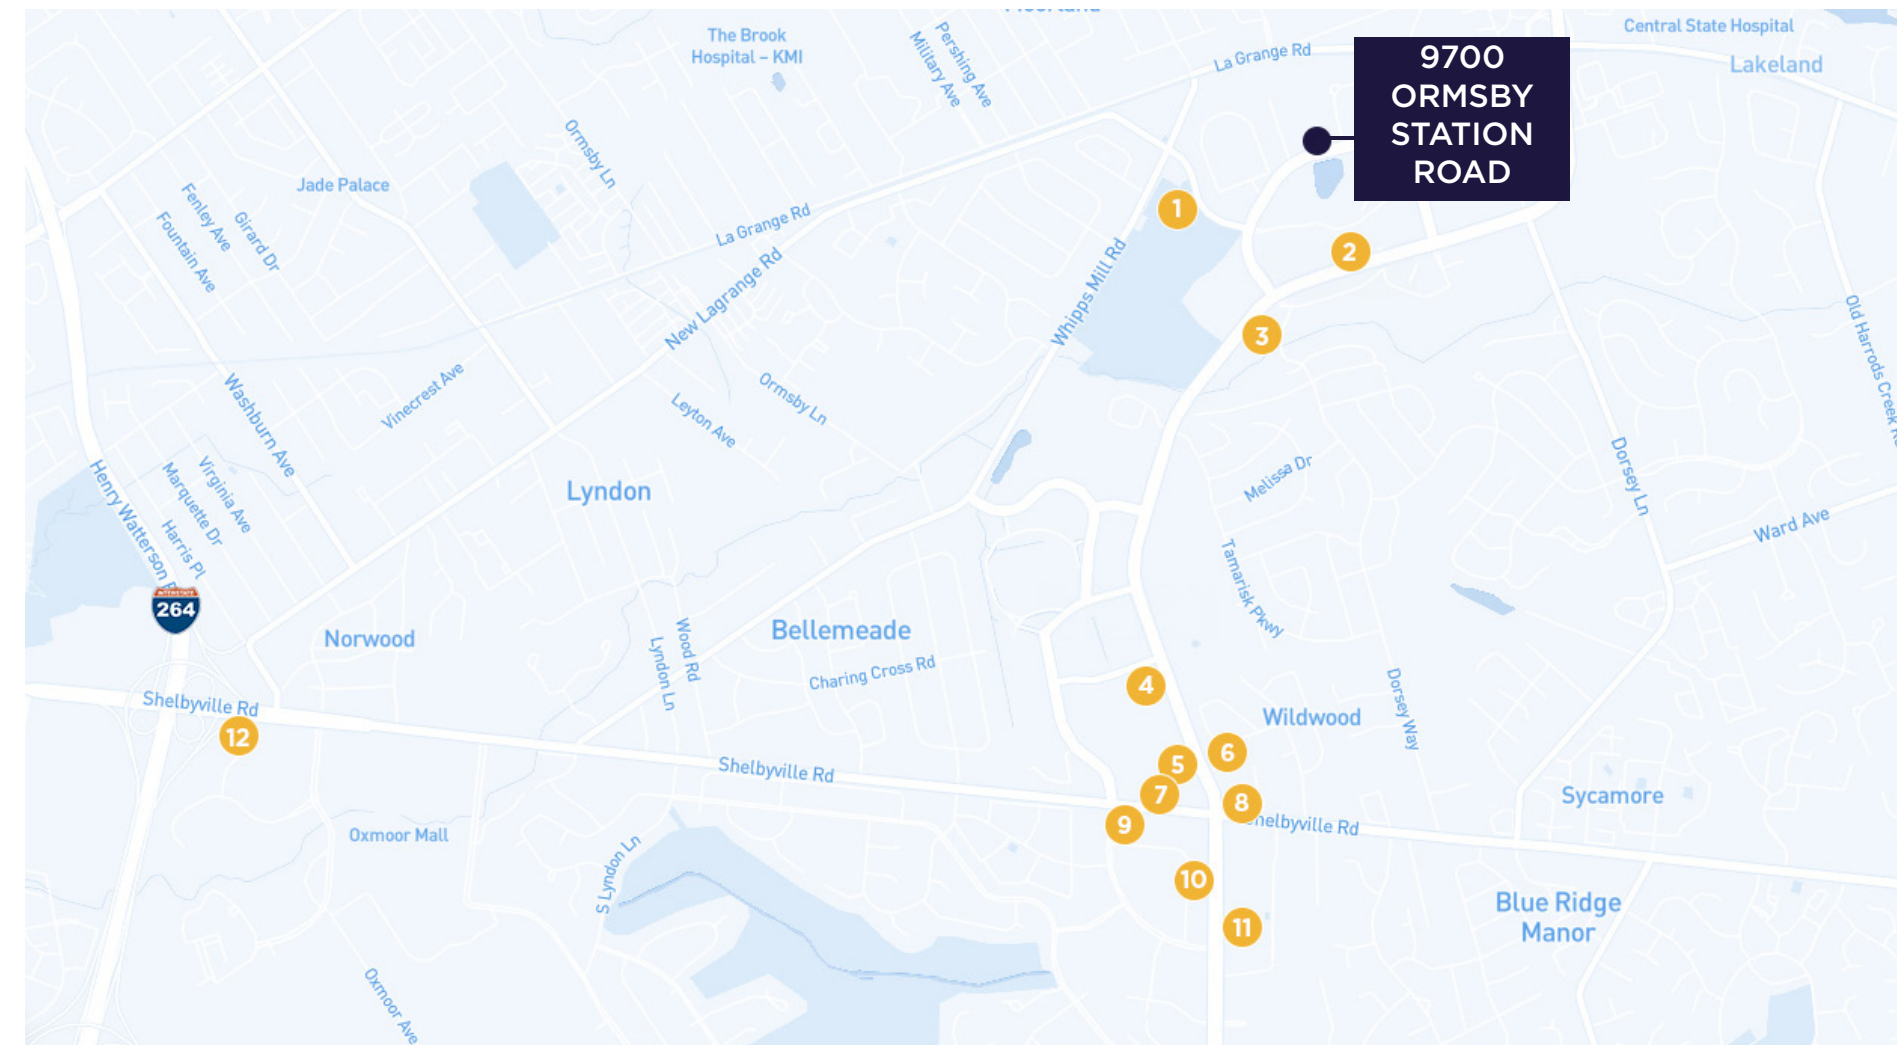 Central State Hospital
The Brook
Hospital – KMI
Pershing Ave
Military Ave
La Grange Rd
Lakeland
9700
ORMSBY
STATION
ROAD
Ormsby Ln
Jade Palace
Fenley Ave
Girard Dr
Fountain Ave
La Grange Rd
New Lagrange Rd
Whipps Mill Rd
1
2
3
Old Harrods Creek
Vinecrest Ave
Washburn Ave
Leyton Ave
Ormsby Ln
Lyndon
Melissa Dr
Dorsey Ln
Ward Ave
Henry Watterson
Virginia Ave
Marquette Dr
Harris Pl
INTERSTATE
264
Tamarisk Pkwy
Norwood
Wood Rd
Lyndon Ln
Bellemeade
Charing Cross Rd
4
Dorsey Way
Wildwood
Shelbyville Rd
12
Shelbyville Rd
5
6
7
8
9
Shelbyville Rd
Sycamore
Oxmoor Mall
S Lyndon Ln
10
11
Blue Ridge
Manor
Oxmoor Ave